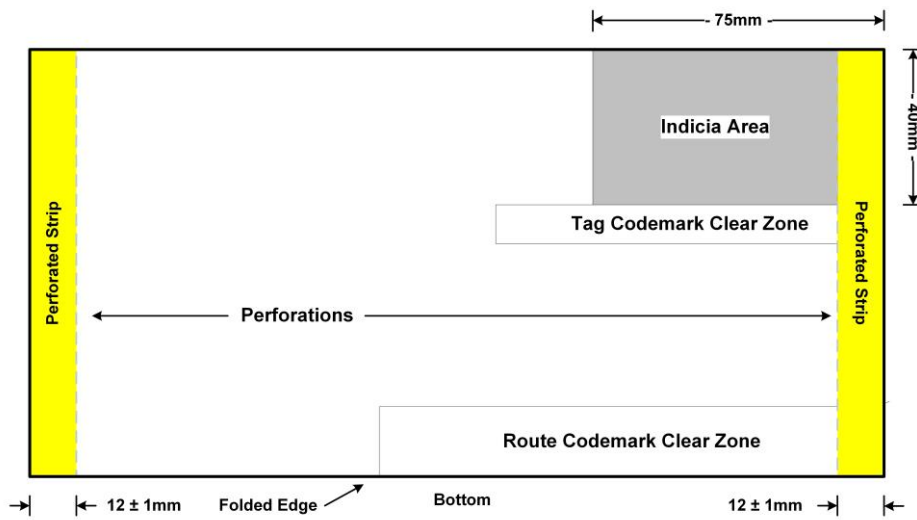 - 75mm -
- 40mm -
Indicia Area
Tag Codemark Clear Zone
Perforated Strip
Perforated Strip
Perforations
Route Codemark Clear Zone
12 ± 1mm
Folded Edge
Bottom
12 ± 1mm